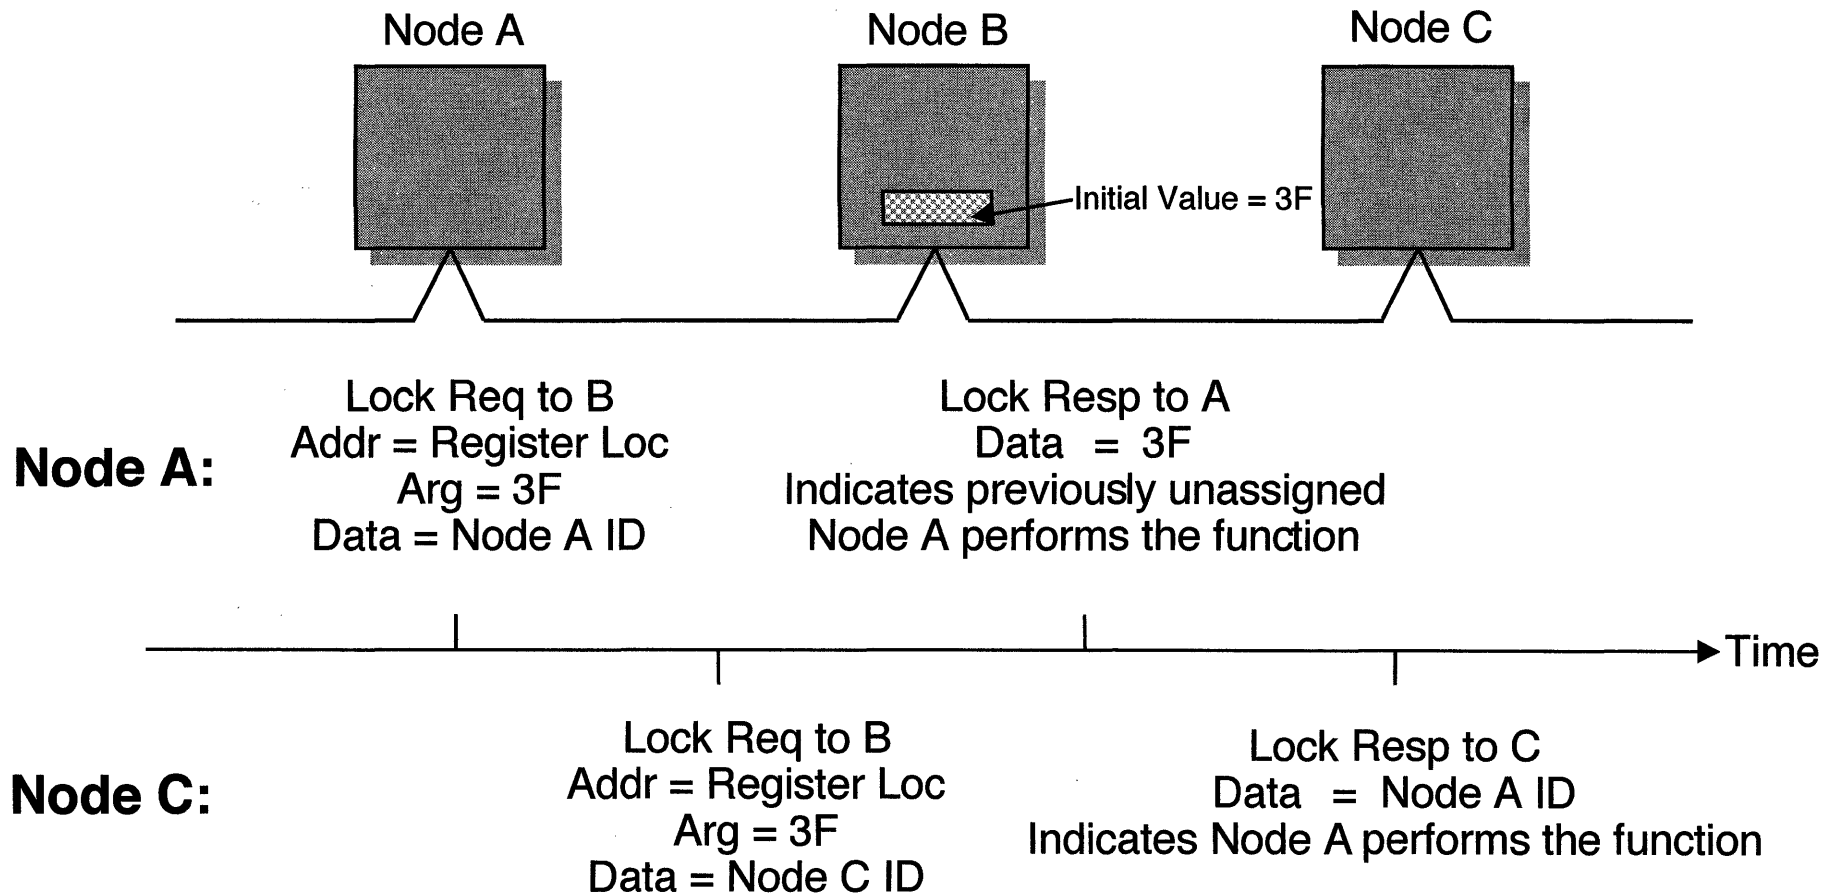 Node A
Node B
Node C
Initial Value = 3F
Node A:
Lock Req to B
Addr = Register Loc
Arg = 3F
Data = Node A ID
Lock Resp to A
Data = 3F
Indicates previously unassigned
Node A performs the function
Time
Node C:
Lock Req to B
Addr = Register Loc
Arg = 3F
Data = Node C ID
Lock Resp to C
Data = Node A ID
Indicates Node A performs the function